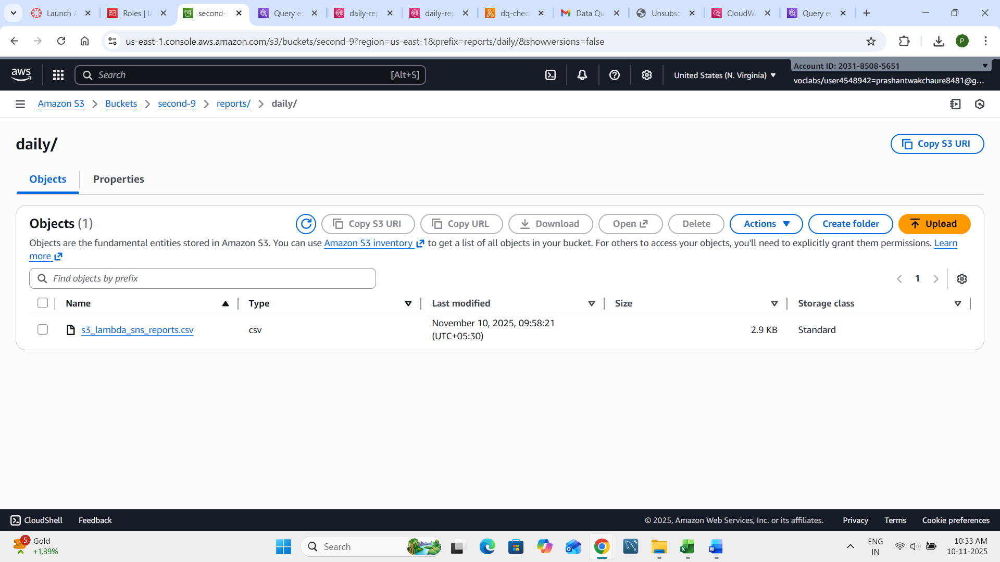 Launch A
Roles | IA
second-9
Query ed
daily-rep
daily-rep
dq-chec
Data Qu
Unsubsc
CloudWa
Query ed
us-east-1.console.aws.amazon.com/s3/buckets/second-9?region=us-east-1&prefix=reports/daily/&showversions=false
P
aws
Search
[Alt+S]
United States (N. Virginia)
Account ID: 2031-8508-5651
voclabs/user4548942=prashantwakchaure8481@g...
Amazon S3
Buckets
second-9
reports/
daily/
daily/
Copy S3 URI
Objects
Properties
Objects (1)
Copy S3 URI
Copy URL
Download
Open
Delete
Actions
Create folder
Upload
Objects are the fundamental entities stored in Amazon S3. You can use Amazon S3 inventory to get a list of all objects in your bucket. For others to access your objects, you'll need to explicitly grant them permissions. Learn
more
Find objects by prefix
1
Name
Type
Last modified
Size
Storage class
s3_lambda_sns_reports.csv
csv
November 10, 2025, 09:58:21
(UTC+05:30)
2.9 KB
Standard
CloudShell
Feedback
© 2025, Amazon Web Services, Inc. or its affiliates.
Privacy
Terms
Cookie preferences
5
Gold
+1.39%
Search
ENG
IN
10:33 AM
10-11-2025